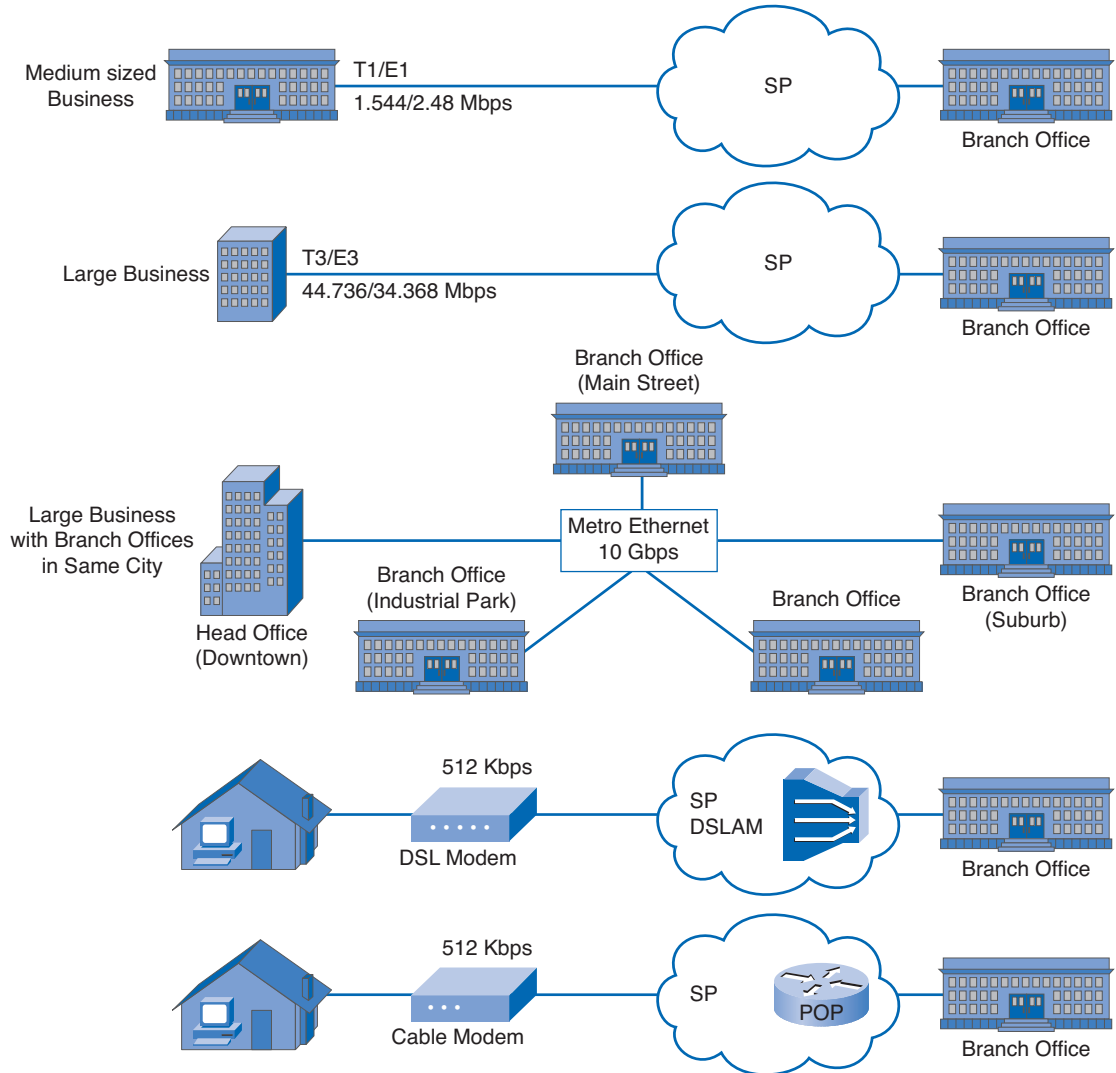 Medium sized
Business
T1/E1
1.544/2.48 Mbps
SP
Branch Office
Large Business
T3/E3
44.736/34.368 Mbps
SP
Branch Office
Branch Office
(Main Street)
Large Business
with Branch Offices
in Same City
Head Office
(Downtown)
Metro Ethernet
10 Gbps
Branch Office
(Industrial Park)
Branch Office
Branch Office
(Suburb)
512 Kbps
DSL Modem
SP
DSLAM
Branch Office
512 Kbps
Cable Modem
SP
POP
Branch Office